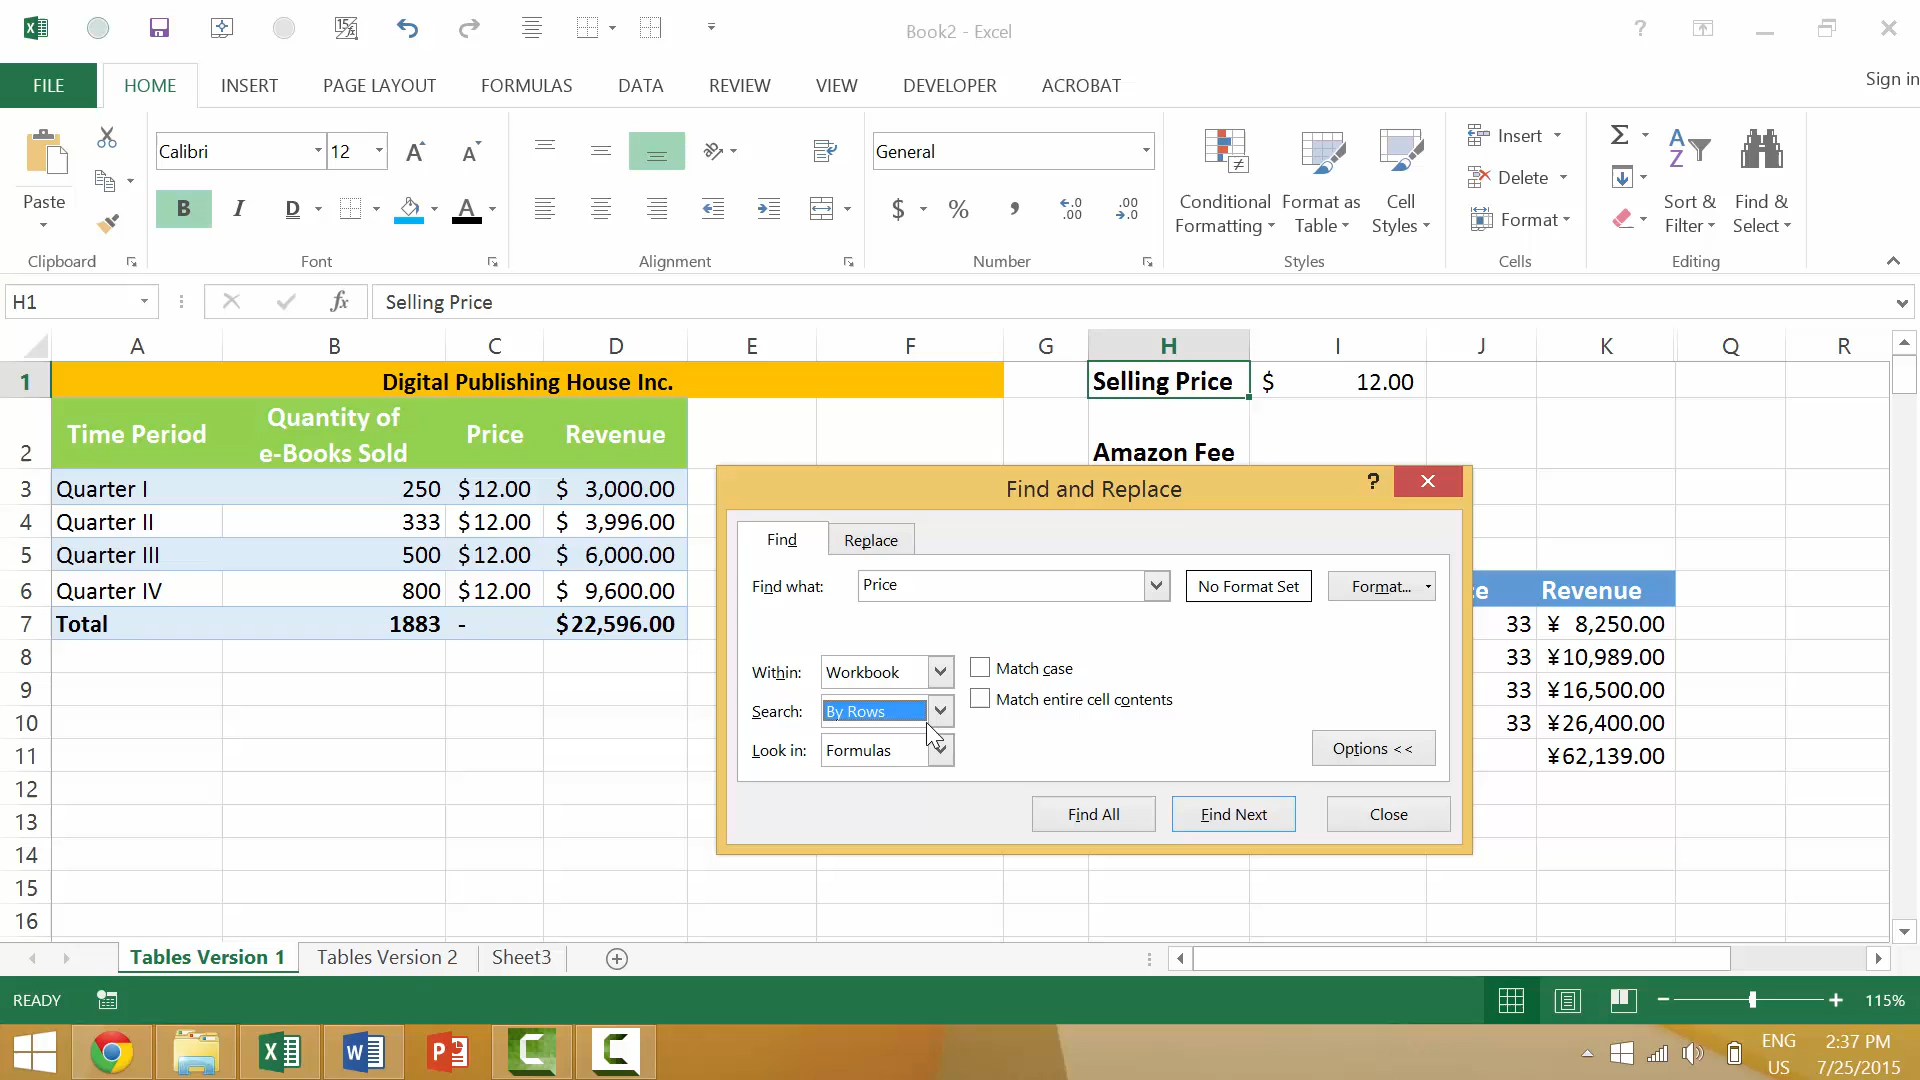 Book2 - Excel
?
FILE HOME INSERT PAGE LAYOUT FORMULAS DATA REVIEW VIEW DEVELOPER ACROBAT Sign in
Paste
Calibri 12
B I D A
General
$ % ,
Conditional Formatting
Format as Table
Cell Styles
Insert
Delete
Format
Sort & Filter
Find & Select
Clipboard Font Alignment Number Styles Cells Editing
H1 fx Selling Price
A B C D E F G H I J K Q R
1 Digital Publishing House Inc. Selling Price $ 12.00
2 Time Period Quantity of e-Books Sold Price Revenue Amazon Fee
3 Quarter I 250 $12.00 $ 3,000.00
4 Quarter II 333 $12.00 $ 3,996.00
5 Quarter III 500 $12.00 $ 6,000.00
6 Quarter IV 800 $12.00 $ 9,600.00 ce Revenue
7 Total 1883 - $22,596.00 33 ¥ 8,250.00
8 33 ¥10,989.00
9 33 ¥16,500.00
10 33 ¥26,400.00
11 ¥62,139.00
12
13
14
15
16
Find and Replace ?
Find Replace
Find what: Price No Format Set Format...
Within: Workbook Match case
Search: By Rows Match entire cell contents
Look in: Formulas Options <<
Find All Find Next Close
Tables Version 1 Tables Version 2 Sheet3
READY 115%
ENG 2:37 PM
US 7/25/2015